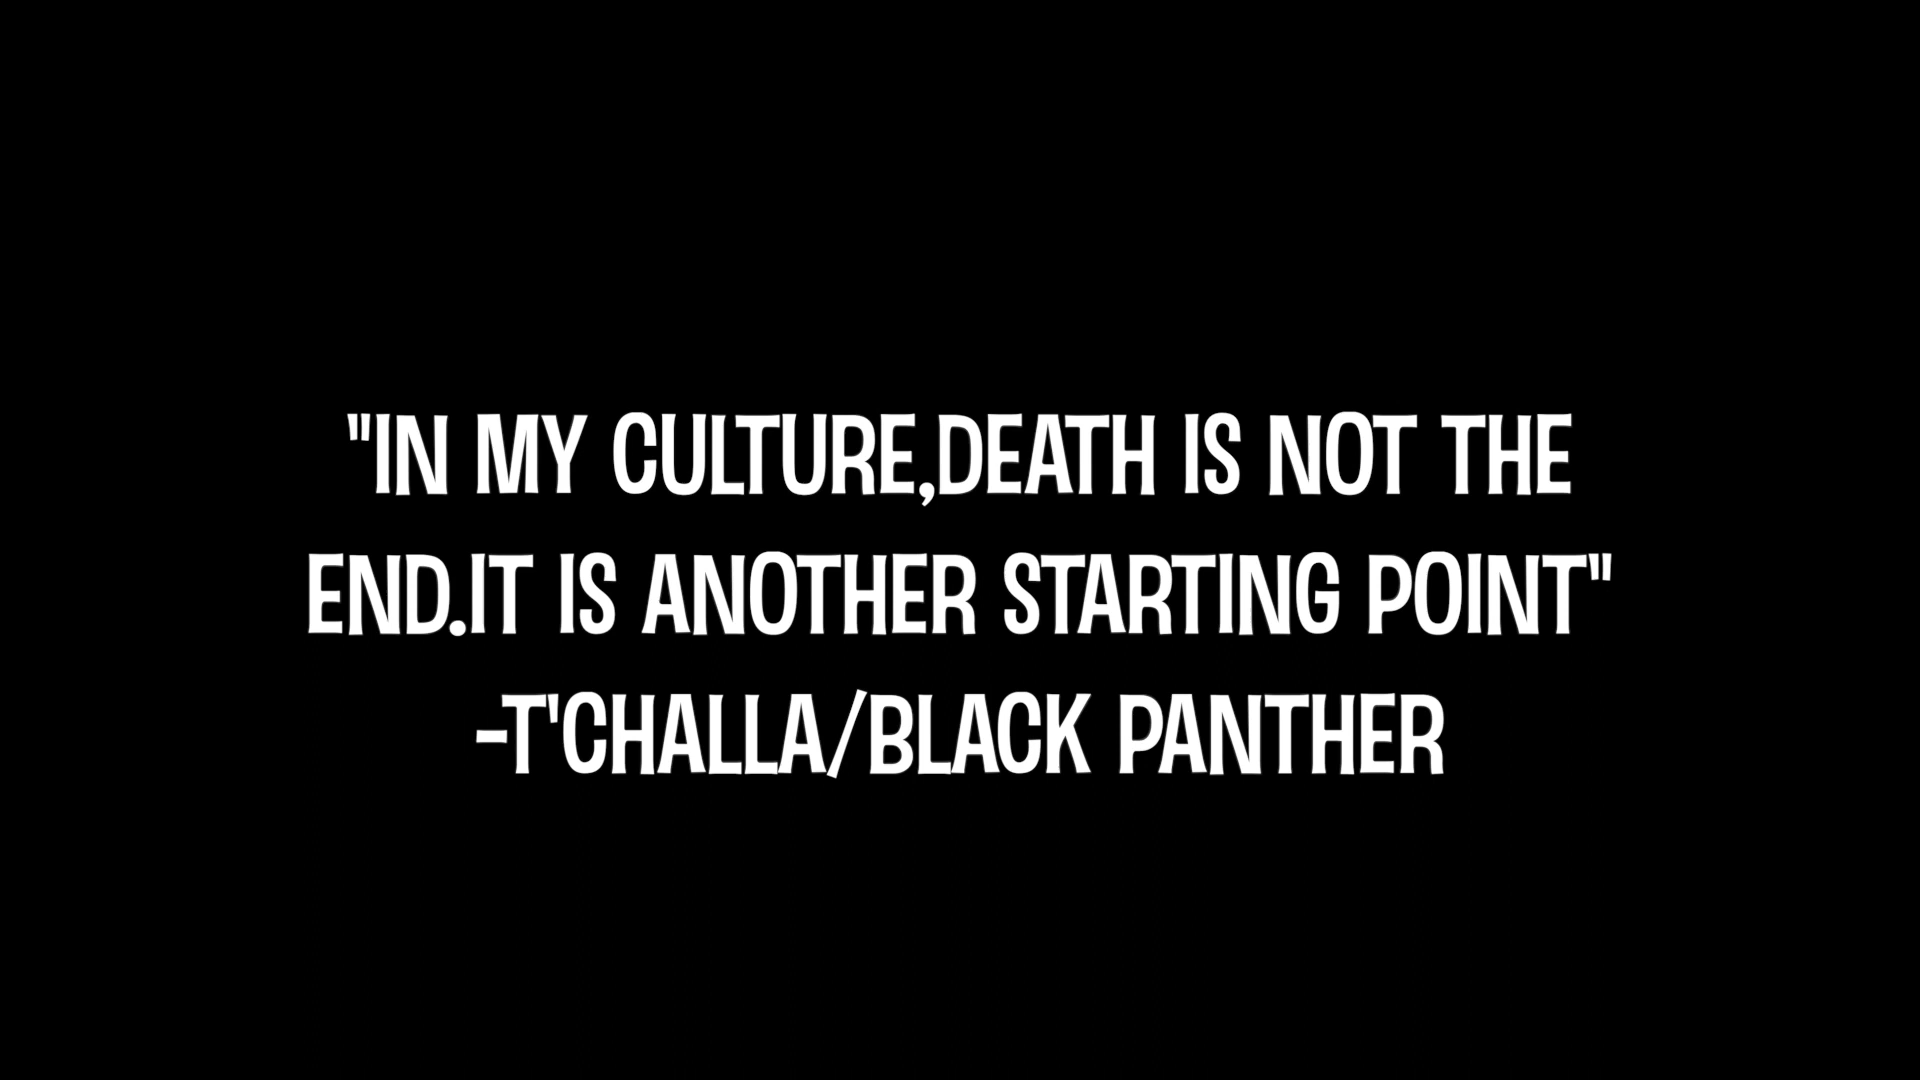 "IN MY CULTURE,DEATH IS NOT THE
END.IT IS ANOTHER STARTING POINT"
-T'CHALLA/BLACK PANTHER